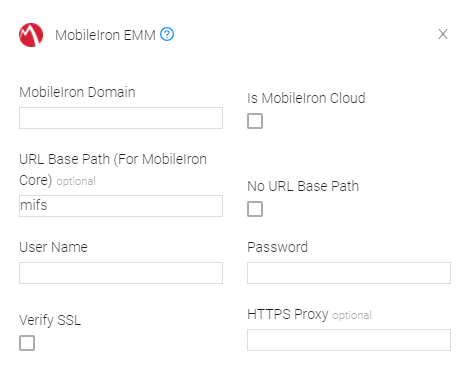 MobileIron EMM
MobileIron Domain
Is MobileIron Cloud
URL Base Path (For MobileIron
Core) optional
mifs
No URL Base Path
User Name
Password
Verify SSL
HTTPS Proxy optional